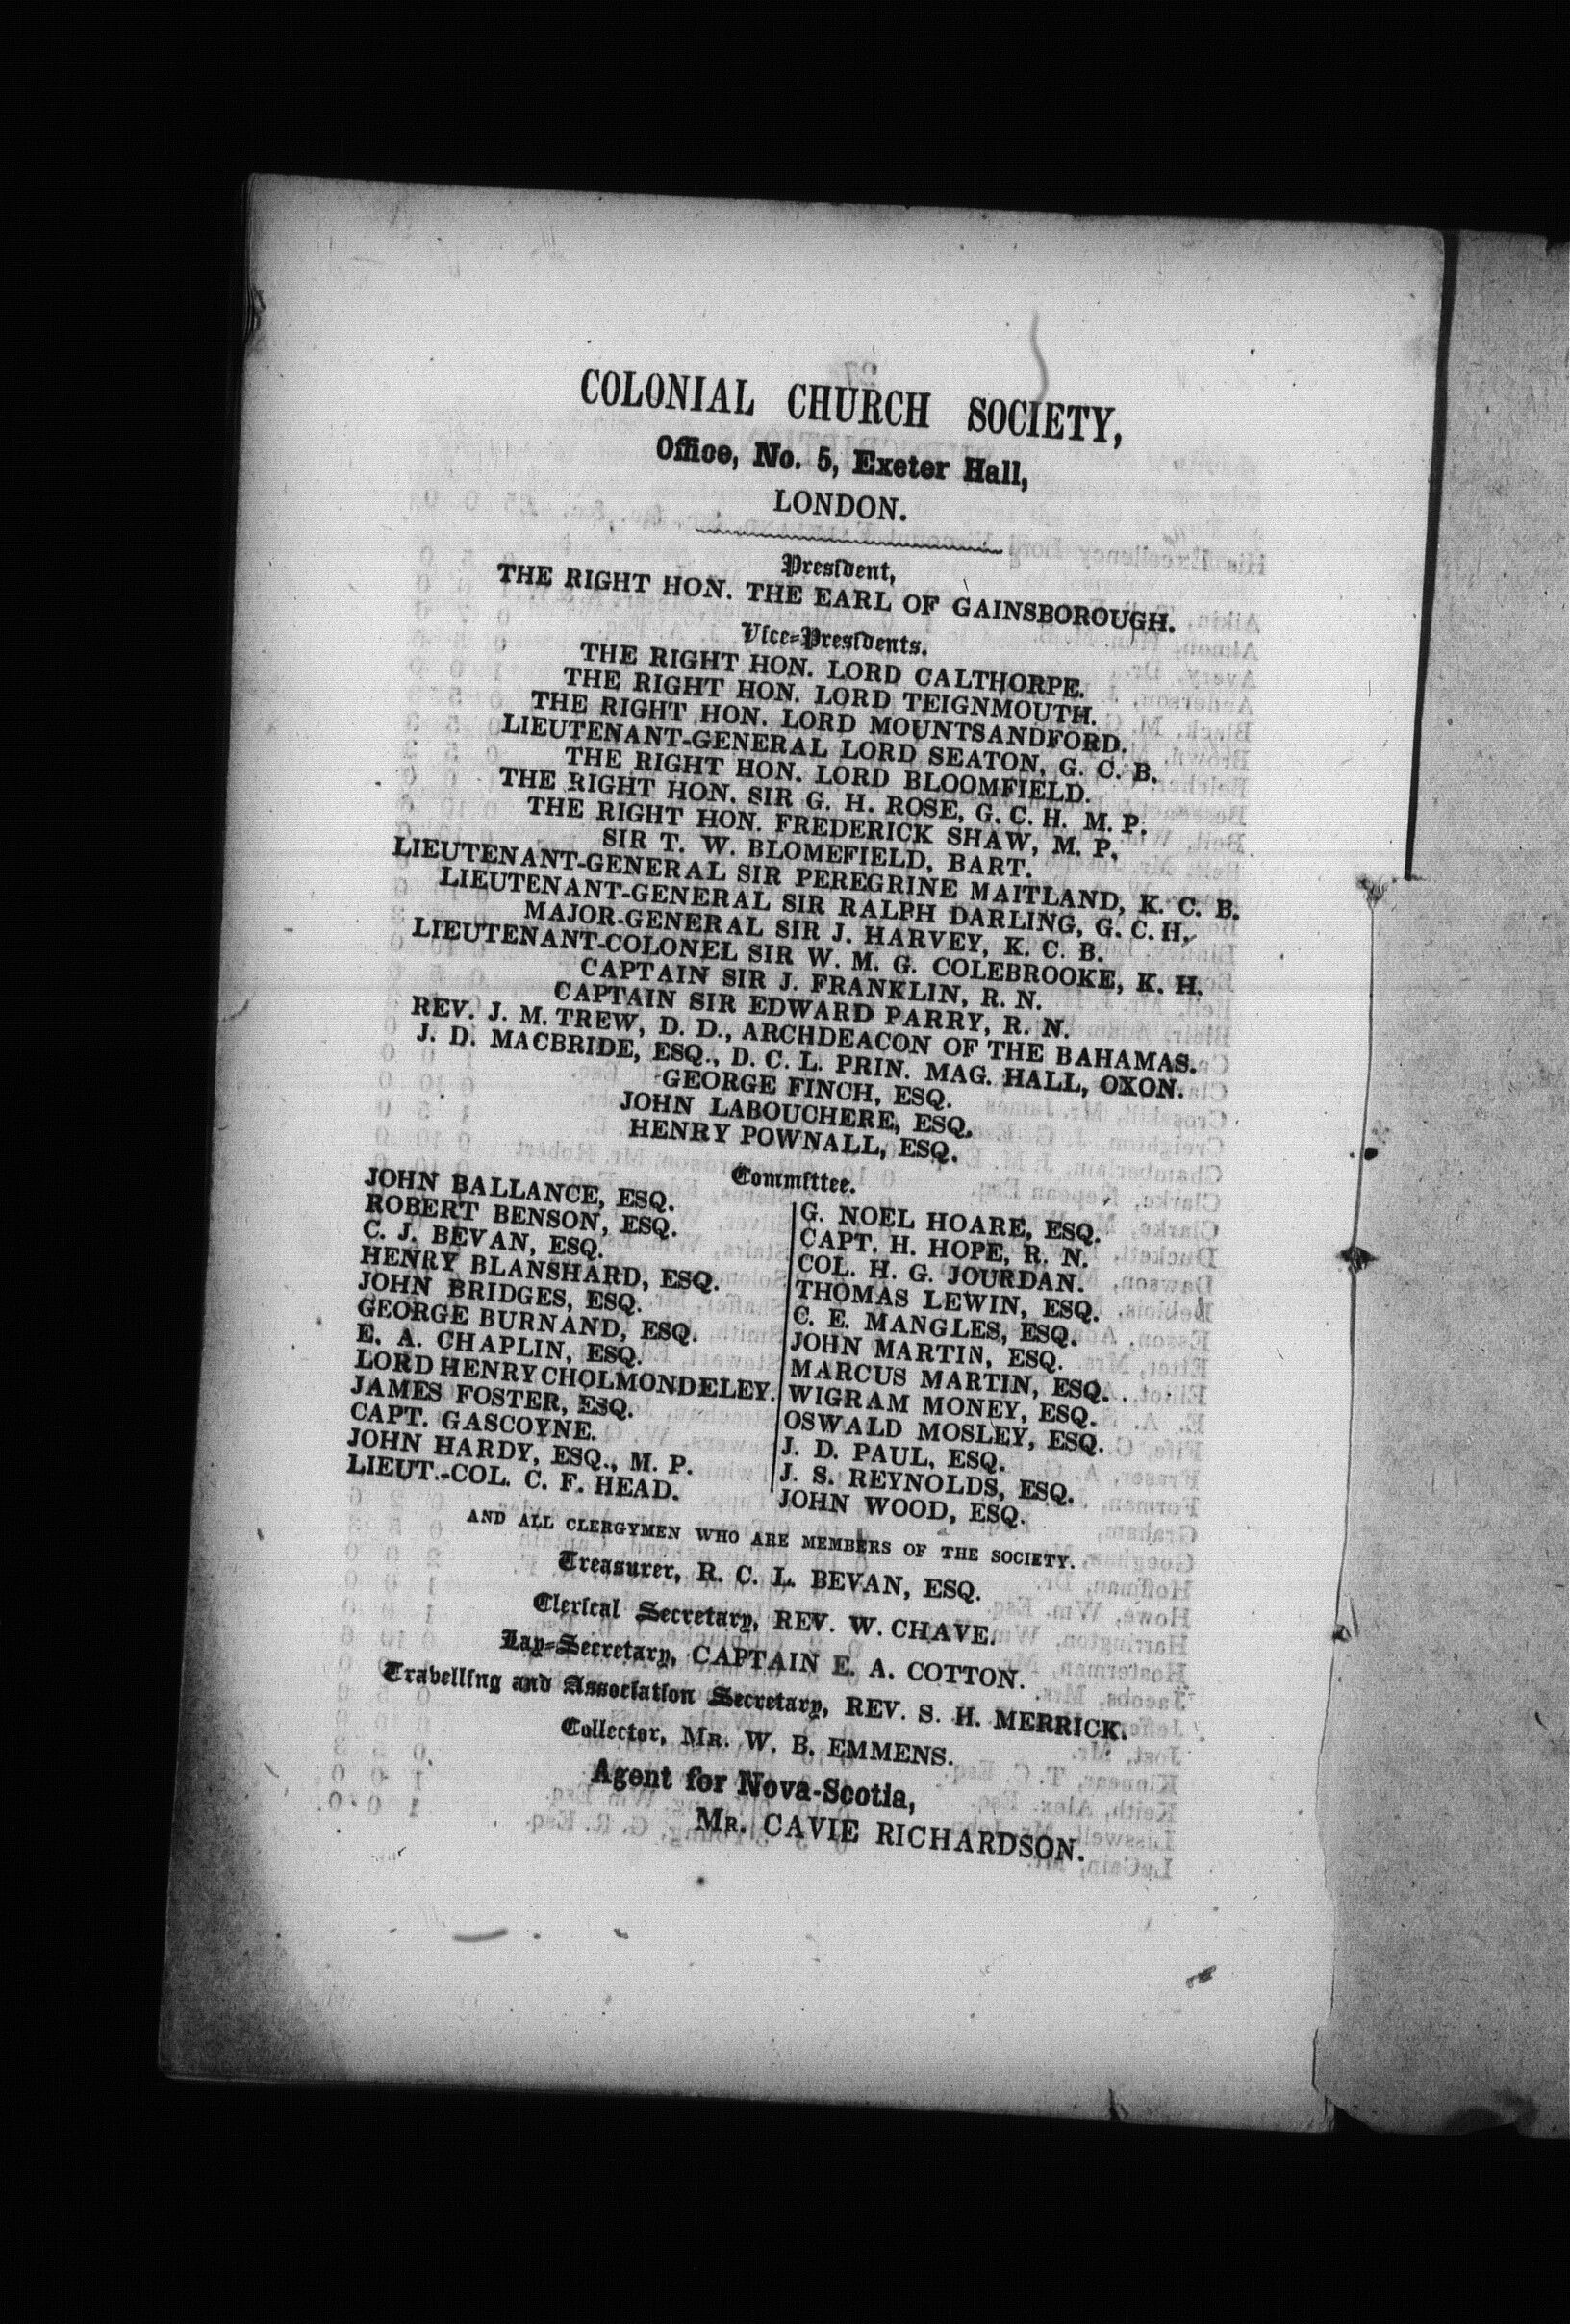 COLONIAL CHURCH SOCIETY,
Office, No. 5, Exeter Hall,
LONDON.
President,
THE RIGHT HON. THE EARL OF GAINSBOROUGH.
Vice-Presidents.
THE RIGHT HON. LORD CALTHORPE.
THE RIGHT HON. LORD TEIGNMOUTH.
THE RIGHT HON. LORD MOUNTSANDFORD.
LIEUTENANT-GENERAL LORD SEATON, G. C. B.
THE RIGHT HON. LORD BLOOMFIELD.
THE RIGHT HON. SIR G. H. ROSE, G. C. H. M. P.
THE RIGHT HON. FREDERICK SHAW, M. P.
SIR T. W. BLOMEFIELD, BART.
LIEUTENANT-GENERAL SIR PEREGRINE MAITLAND, K. C. B.
LIEUTENANT-GENERAL SIR RALPH DARLING, G. C. H.
MAJOR-GENERAL SIR J. HARVEY, K. C. B.
LIEUTENANT-COLONEL SIR W. M. G. COLEBROOKE, K. H.
CAPTAIN SIR J. FRANKLIN, R. N.
CAPTAIN SIR EDWARD PARRY, R. N.
REV. J. M. TREW, D. D., ARCHDEACON OF THE BAHAMAS.
J. D. MACBRIDE, ESQ., D. C. L. PRIN. MAG. HALL, OXON.
GEORGE FINCH, ESQ.
JOHN LABOUCHERE, ESQ.
HENRY POWNALL, ESQ.
Committee.
JOHN BALLANCE, ESQ.
ROBERT BENSON, ESQ.
C. J. BEVAN, ESQ.
HENRY BLANSHARD, ESQ.
JOHN BRIDGES, ESQ.
GEORGE BURNAND, ESQ.
E. A. CHAPLIN, ESQ.
LORD HENRY CHOLMONDELEY.
JAMES FOSTER, ESQ.
CAPT. GASCOYNE.
JOHN HARDY, ESQ., M. P.
LIEUT.-COL. C. F. HEAD.
G. NOEL HOARE, ESQ.
CAPT. H. HOPE, R. N.
COL. H. G. JOURDAN.
THOMAS LEWIN, ESQ.
C. E. MANGLES, ESQ.
JOHN MARTIN, ESQ.
MARCUS MARTIN, ESQ.
WIGRAM MONEY, ESQ.
OSWALD MOSLEY, ESQ.
J. D. PAUL, ESQ.
J. S. REYNOLDS, ESQ.
JOHN WOOD, ESQ.
AND ALL CLERGYMEN WHO ARE MEMBERS OF THE SOCIETY.
Treasurer, R. C. L. BEVAN, ESQ.
Clerical Secretary, REV. W. CHAVE.
Lay-Secretary, CAPTAIN E. A. COTTON.
Travelling and Association Secretary, REV. S. H. MERRICK.
Collector, MR. W. B. EMMENS.
Agent for Nova-Scotia,
MR. CAVIE RICHARDSON.